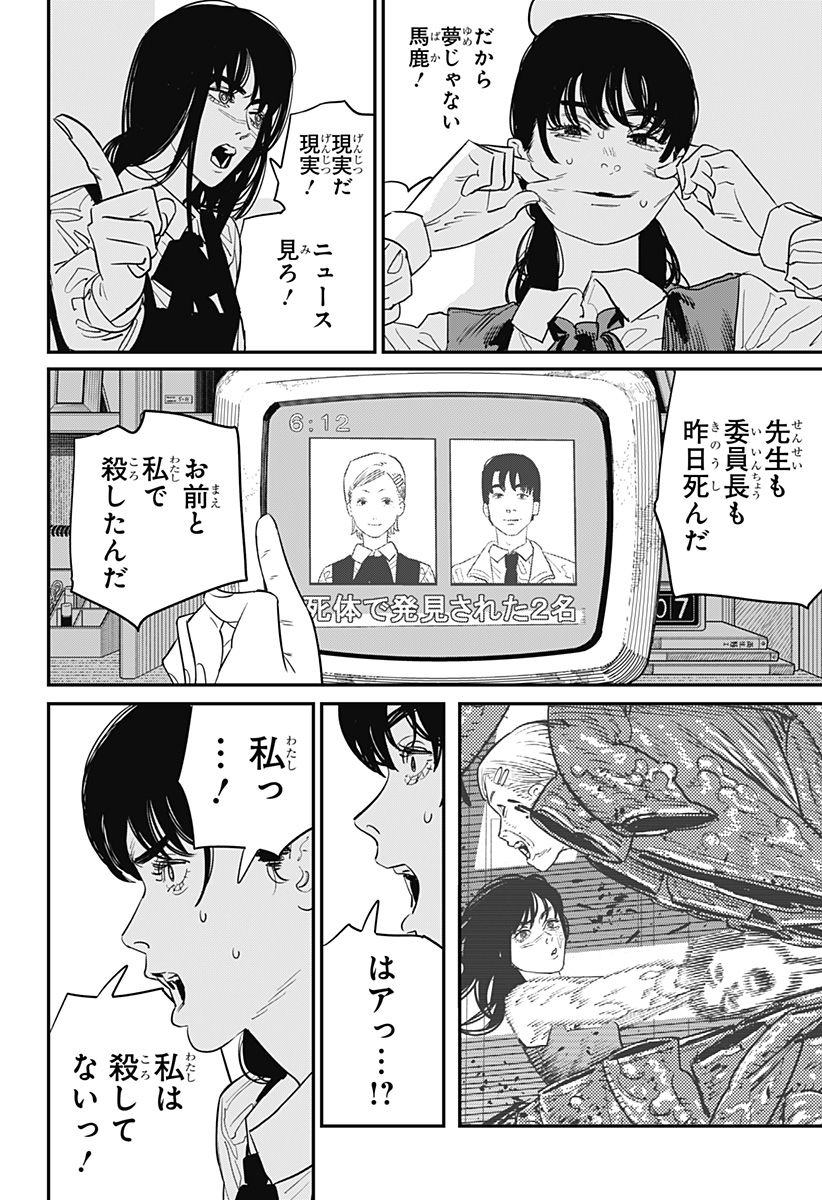 だから
夢じゃない
馬鹿！
現実だ
現実！
ニュース
見ろ！
先生も
委員長も
昨日死んだ
6:12
死体で発見された2名
07
お前と
私で
殺したんだ
はアっ…!?
私っ
…！
私は
殺して
ないっ！